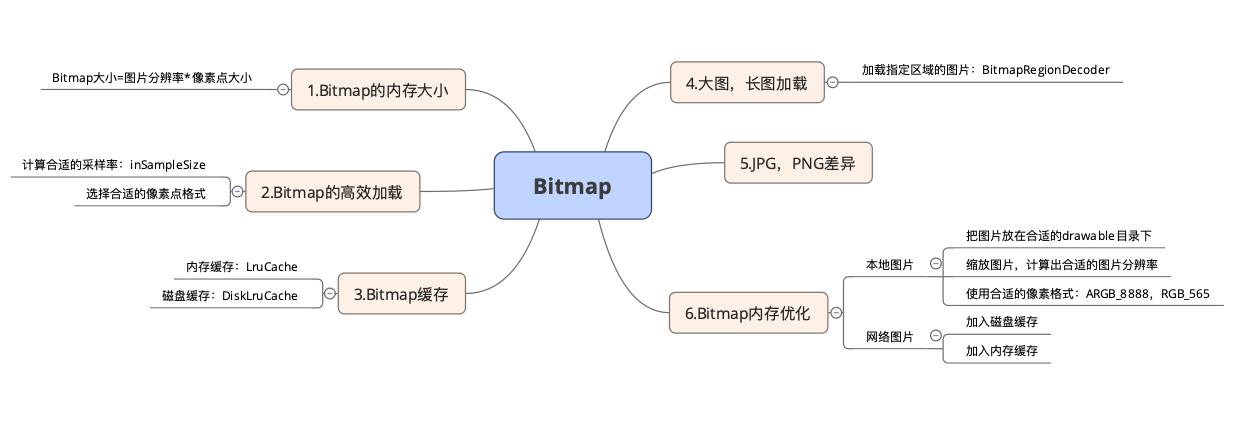 Bitmap
1.Bitmap的内存大小
Bitmap大小=图片分辨率*像素点大小
2.Bitmap的高效加载
计算合适的采样率：inSampleSize
选择合适的像素点格式
3.Bitmap缓存
内存缓存：LruCache
磁盘缓存：DiskLruCache
4.大图，长图加载
加载指定区域的图片：BitmapRegionDecoder
5.JPG，PNG差异
6.Bitmap内存优化
本地图片
把图片放在合适的drawable目录下
缩放图片，计算出合适的图片分辨率
使用合适的像素格式：ARGB_8888，RGB_565
网络图片
加入磁盘缓存
加入内存缓存